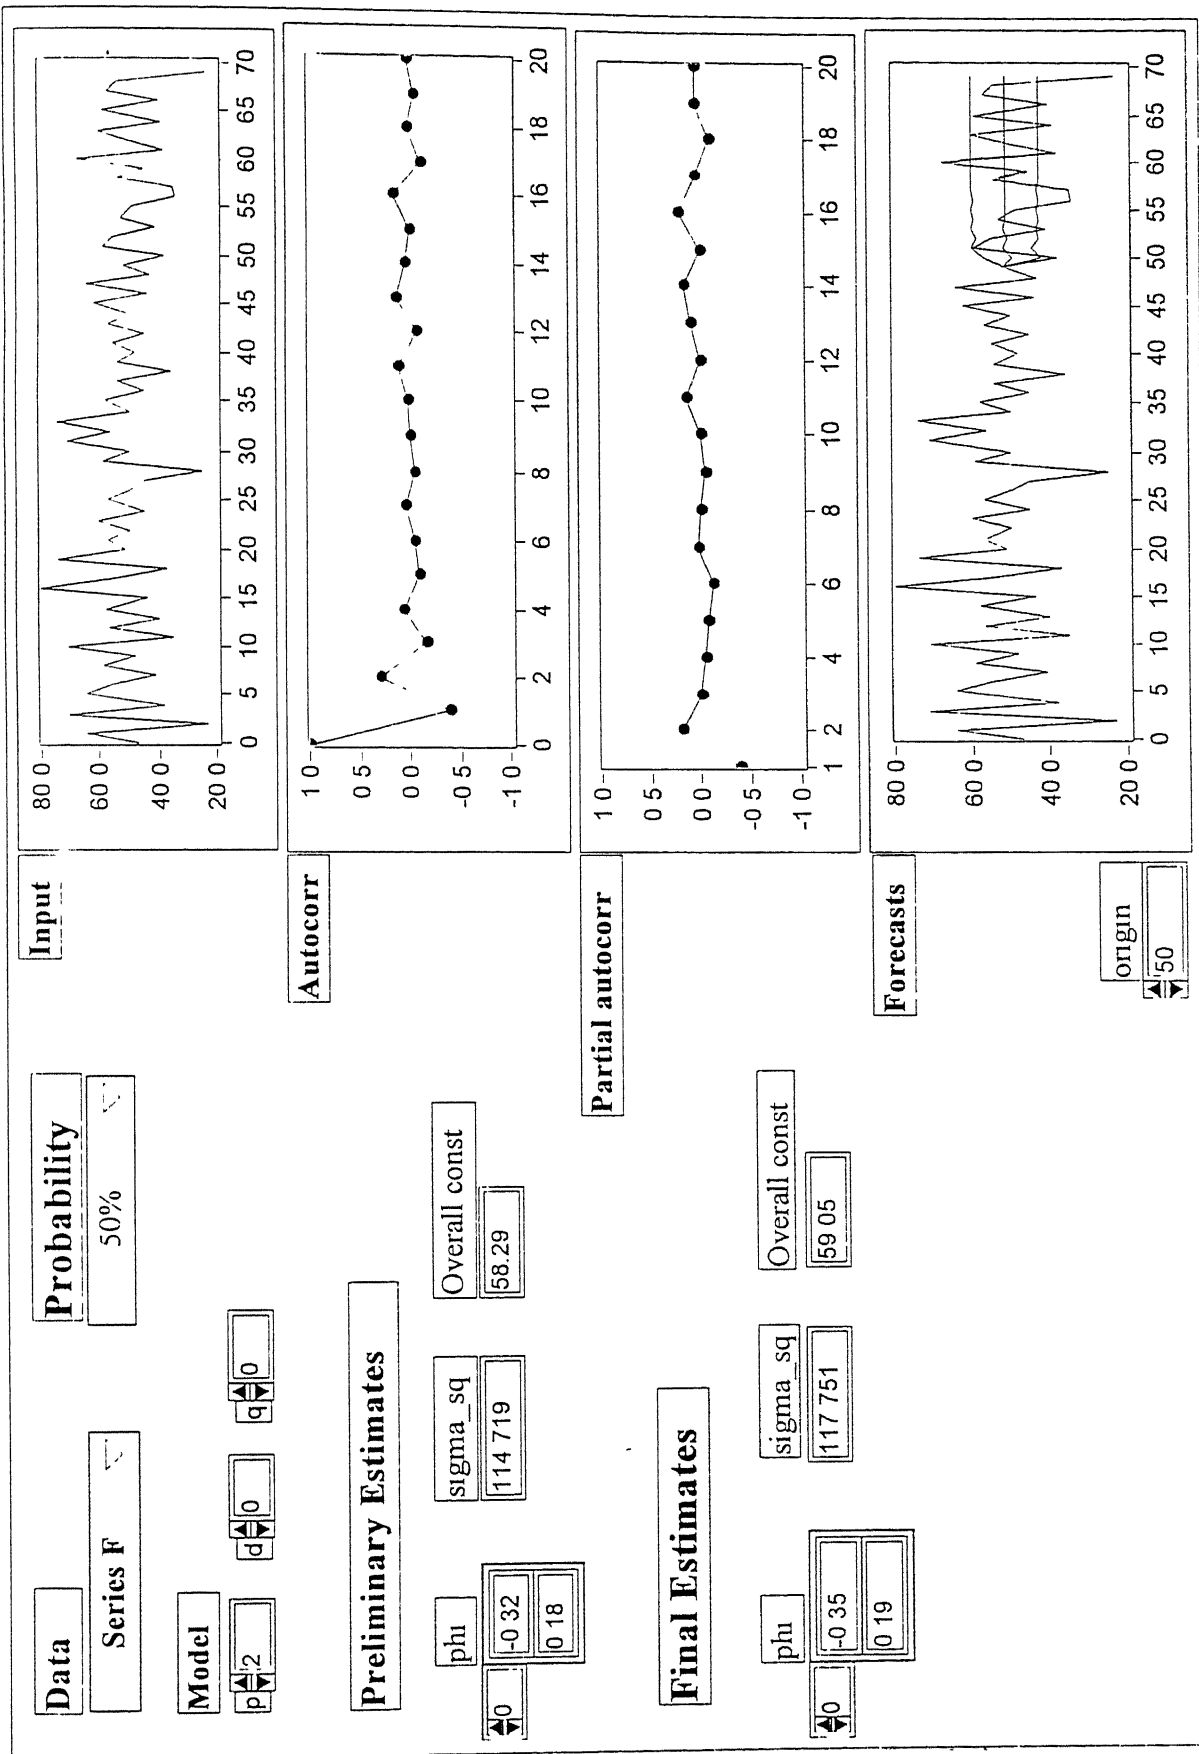 Data
Series F
Probability
50%
Model
p
2
d
0
q
0
Preliminary Estimates
phi
0
-0 32
0 18
sigma_sq
114 719
Overall const
58.29
Final Estimates
phi
0
-0 35
0 19
sigma_sq
117 751
Overall const
59 05
Input
80 0
60 0
40 0
20 0
0 5 10 15 20 25 30 35 40 45 50 55 60 65 70
Autocorr
1 0
0 5
0 0
-0 5
-1 0
0 2 4 6 8 10 12 14 16 18 20
Partial autocorr
1 0
0 5
0 0
-0 5
-1 0
1 2 4 6 8 10 12 14 16 18 20
Forecasts
80 0
60 0
40 0
20 0
0 5 10 15 20 25 30 35 40 45 50 55 60 65 70
origin
50